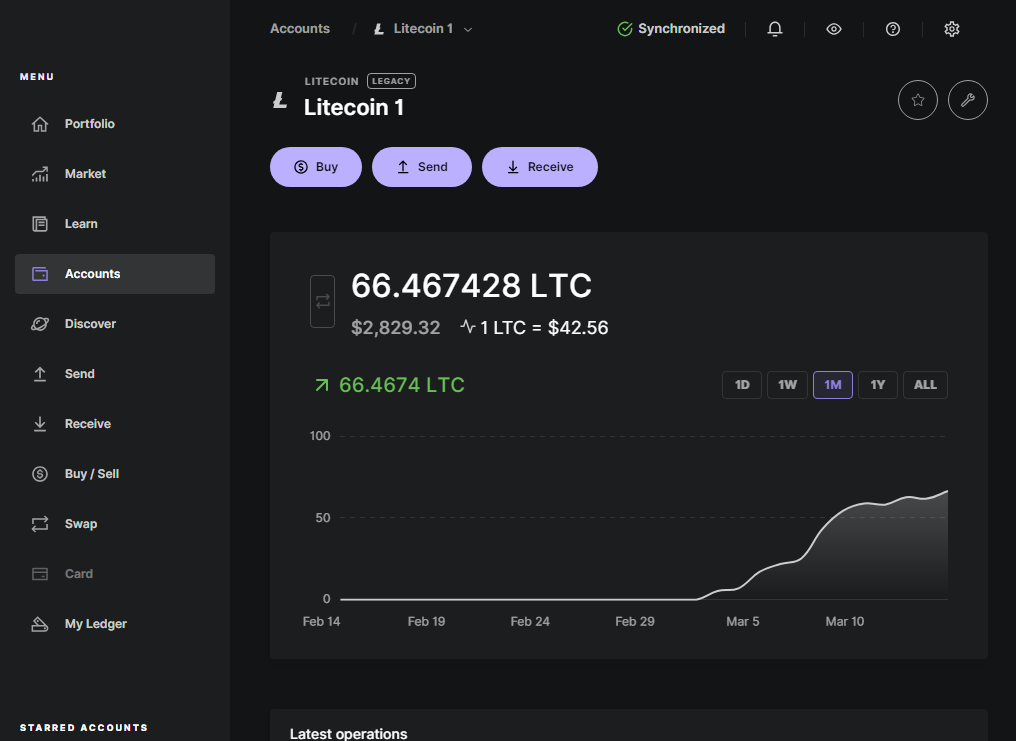 Accounts / Litecoin 1
Synchronized
MENU
Portfolio
Market
Learn
Accounts
Discover
Send
Receive
Buy / Sell
Swap
Card
My Ledger
STARRED ACCOUNTS
LITECOIN LEGACY
Litecoin 1
Buy
Send
Receive
66.467428 LTC
$2,829.32 1 LTC = $42.56
66.4674 LTC
1D 1W 1M 1Y ALL
100
50
0
Feb 14 Feb 19 Feb 24 Feb 29 Mar 5 Mar 10
Latest operations